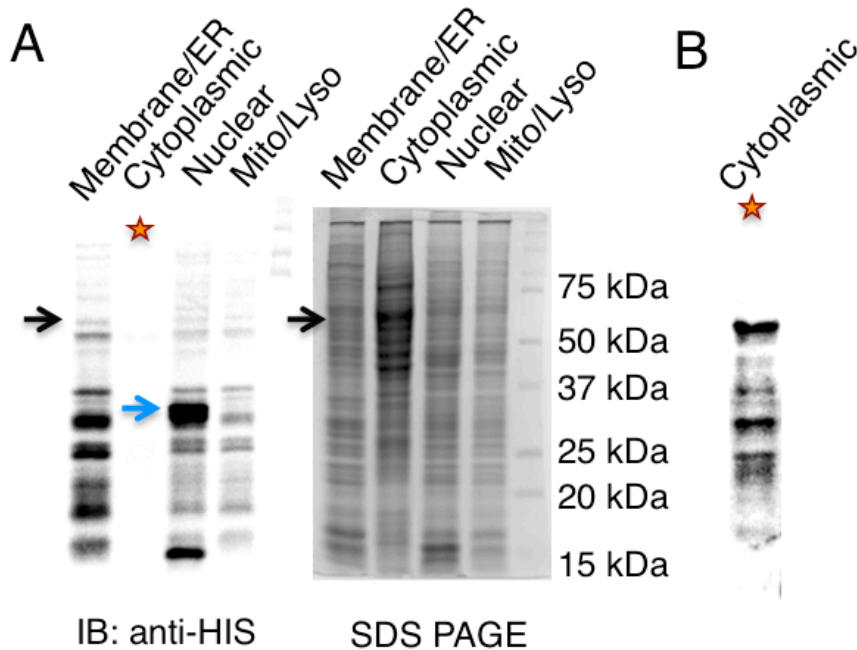 A
Membrane/ER
Cytoplasmic
Nuclear
Mito/Lyso
Membrane/ER
Cytoplasmic
Nuclear
Mito/Lyso
75 kDa
50 kDa
37 kDa
25 kDa
20 kDa
15 kDa
IB: anti-HIS
SDS PAGE
B
Cytoplasmic